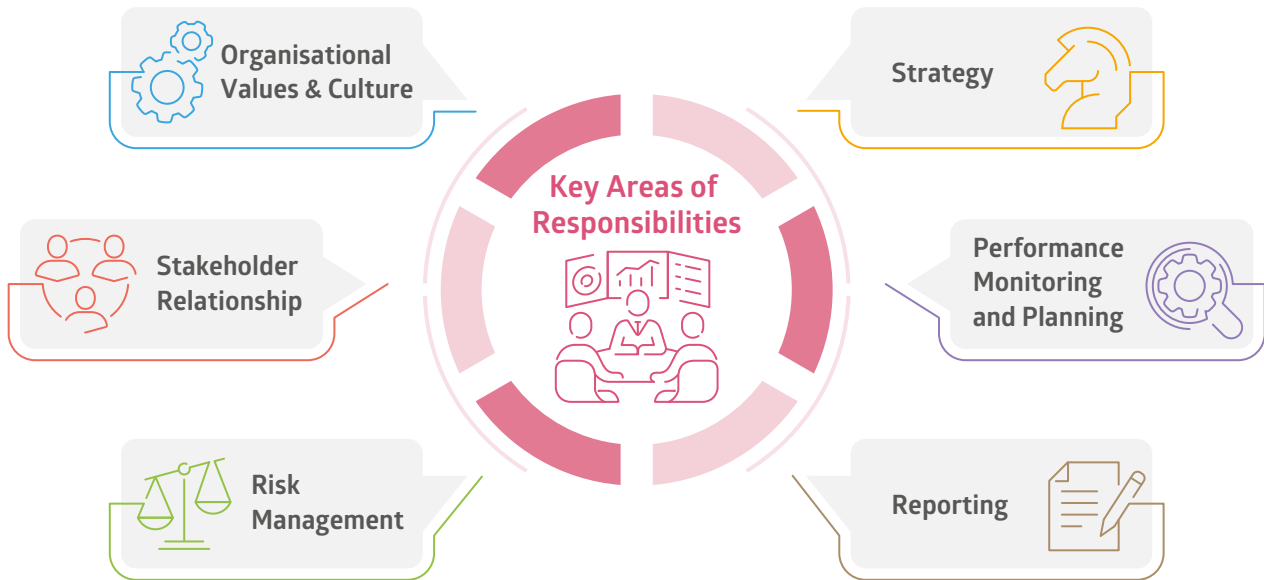 Organisational
Values & Culture
Strategy
Key Areas of
Responsibilities
Stakeholder
Relationship
Performance
Monitoring
and Planning
Risk
Management
Reporting